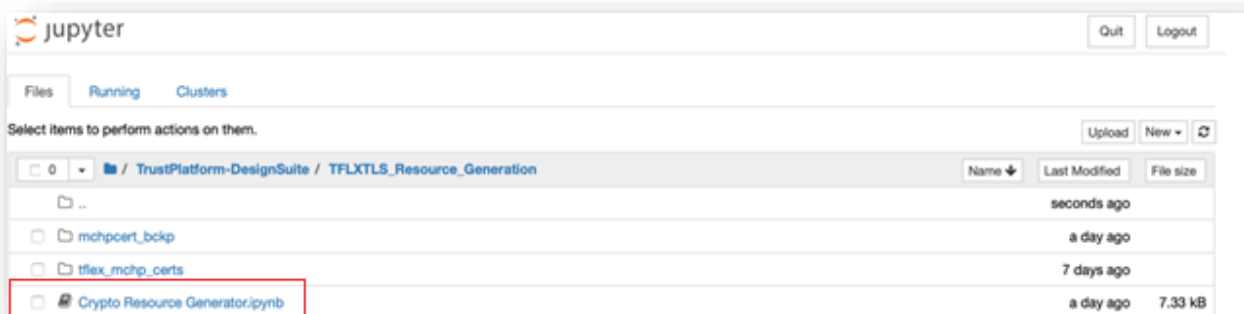 jupyter
Quit Logout
Files Running Clusters
Select items to perform actions on them.
Upload New
0 / TrustPlatform-DesignSuite / TFLXTLS_Resource_Generation Name Last Modified File size
.. seconds ago
mchpcert_bckp a day ago
tflex_mchp_certs 7 days ago
Crypto Resource Generator.ipynb a day ago 7.33 kB